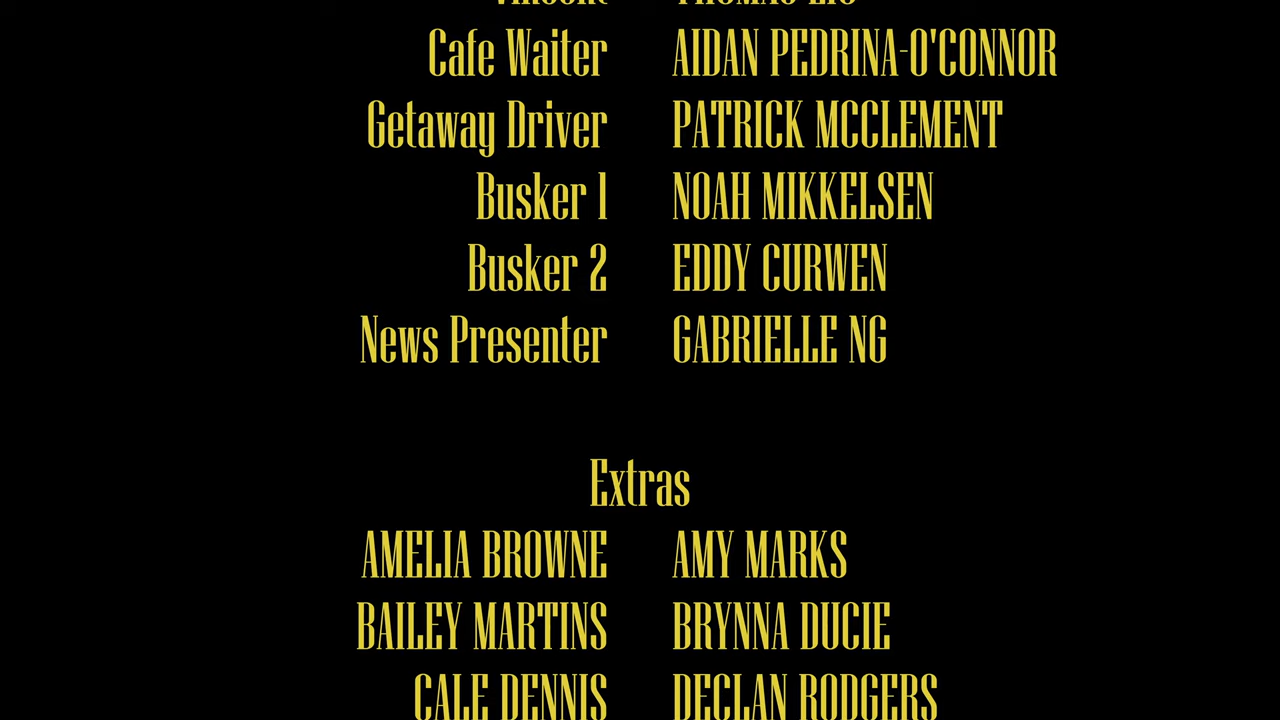 Cafe Waiter AIDAN PEDRINA-O'CONNOR
Getaway Driver PATRICK MCCLEMENT
Busker 1 NOAH MIKKELSEN
Busker 2 EDDY CURWEN
News Presenter GABRIELLE NG
Extras
AMELIA BROWNE AMY MARKS
BAILEY MARTINS BRYNNA DUCIE
CALE DENNIS DECLAN RODGERS